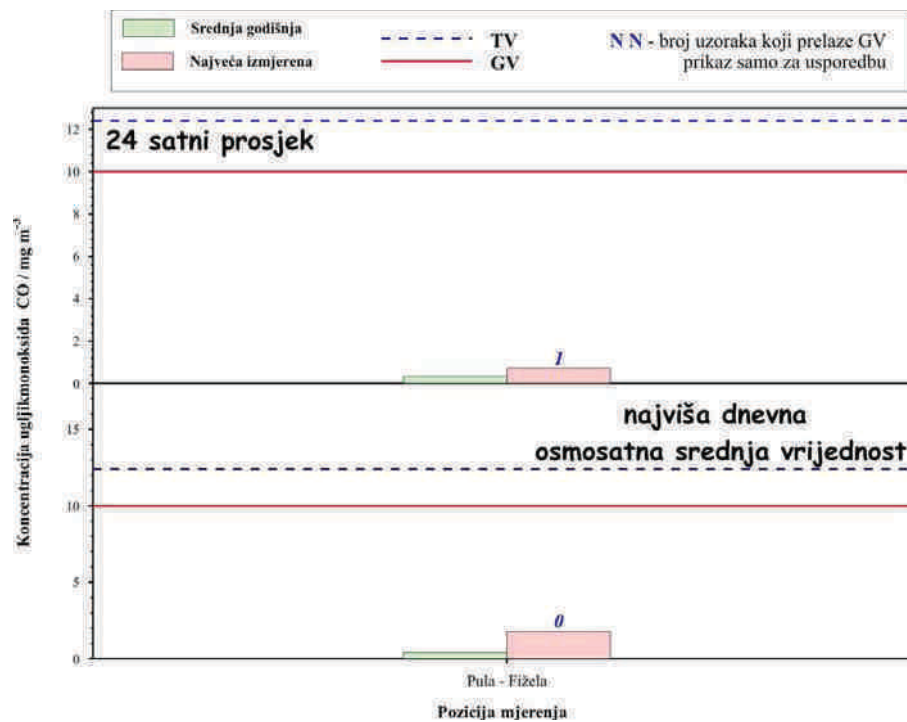 Srednja godišnja
Najveća izmjerena
TV
GV
N N - broj uzoraka koji prelaze GV
prikaz samo za usporedbu
Koncentracija ugljikmonoksida CO / mg m⁻³
12
10
8
6
4
2
0
24 satni prosjek
1
15
10
5
0
najviša dnevna
osmosatna srednja vrijednost
0
Pula - Fižela
Pozicija mjerenja